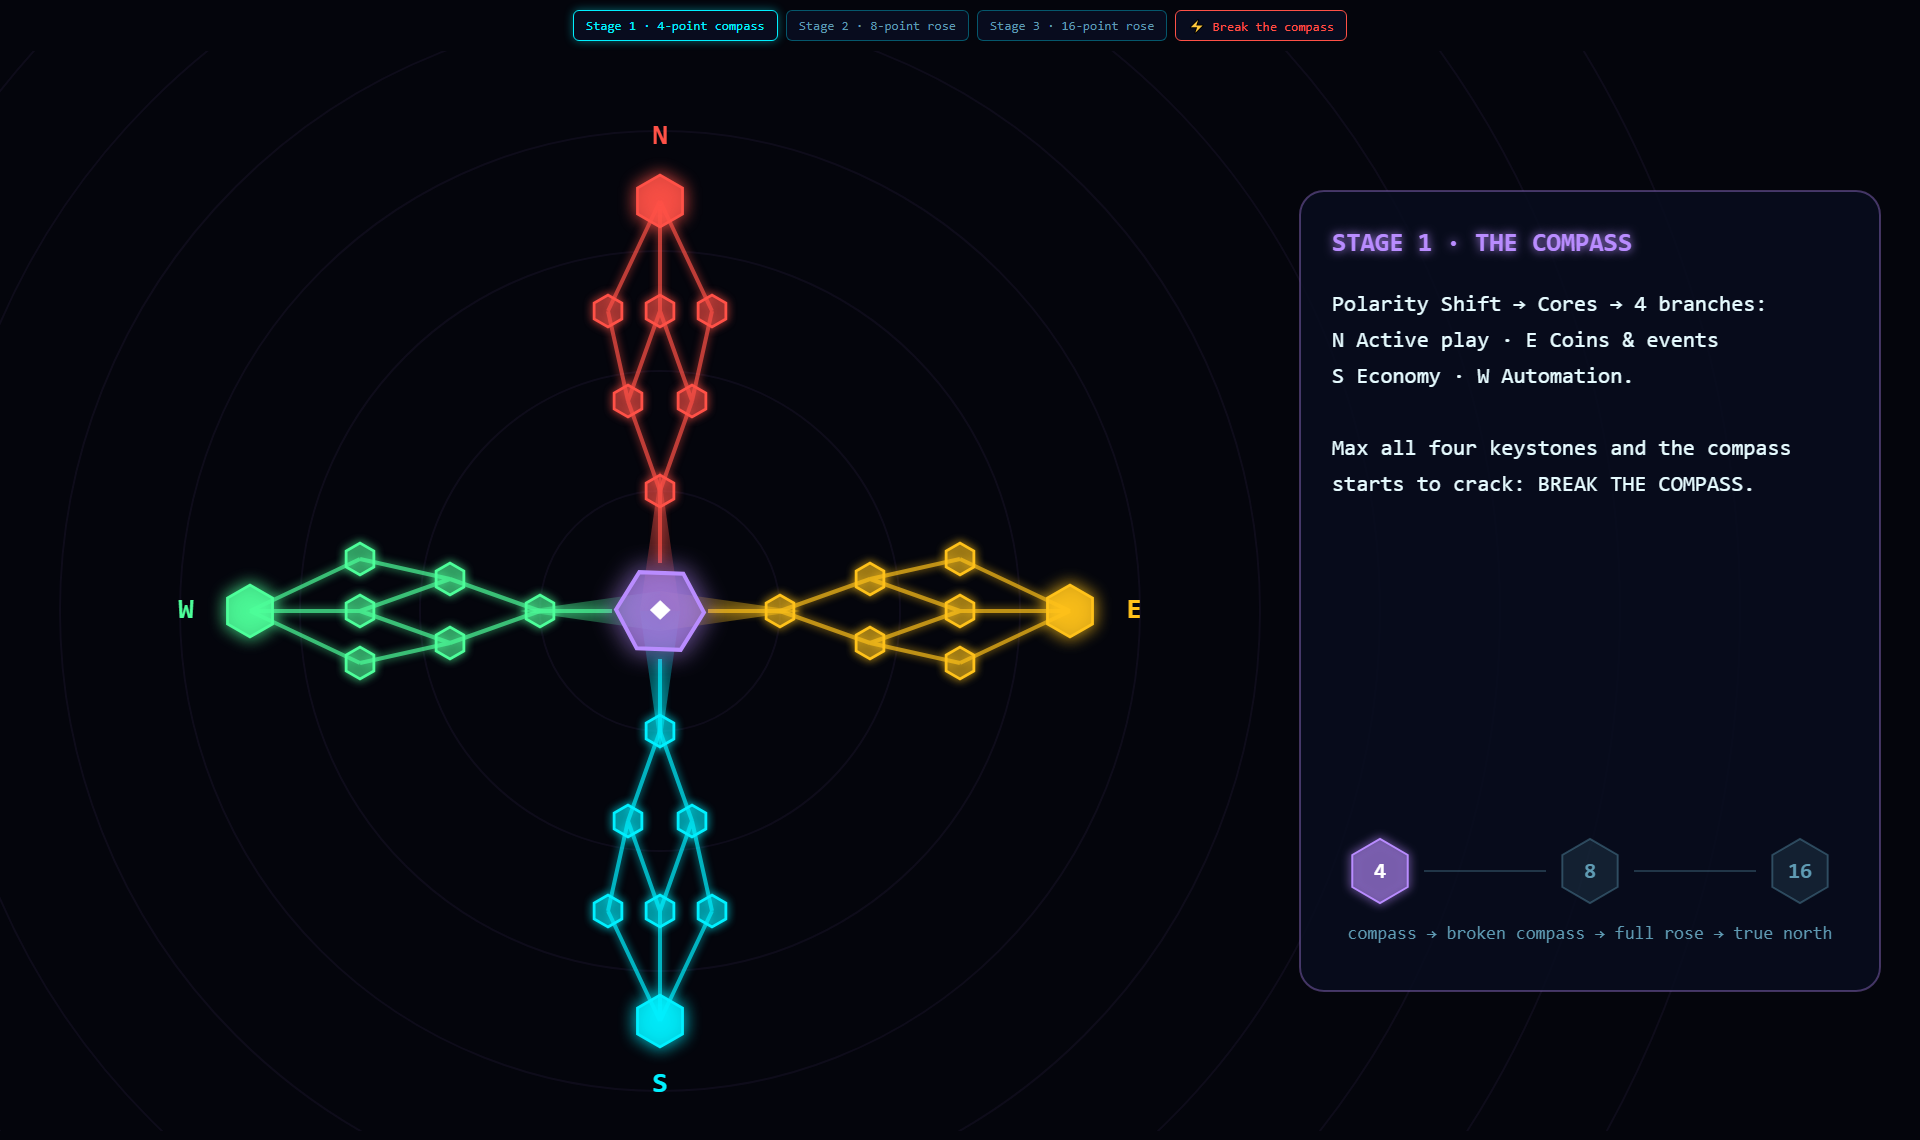 Stage 1 · 4-point compass
Stage 2 · 8-point rose
Stage 3 · 16-point rose
⚡ Break the compass
N
W
E
S
STAGE 1 · THE COMPASS
Polarity Shift → Cores → 4 branches:
N Active play · E Coins & events
S Economy · W Automation.
Max all four keystones and the compass
starts to crack: BREAK THE COMPASS.
4
8
16
compass → broken compass → full rose → true north